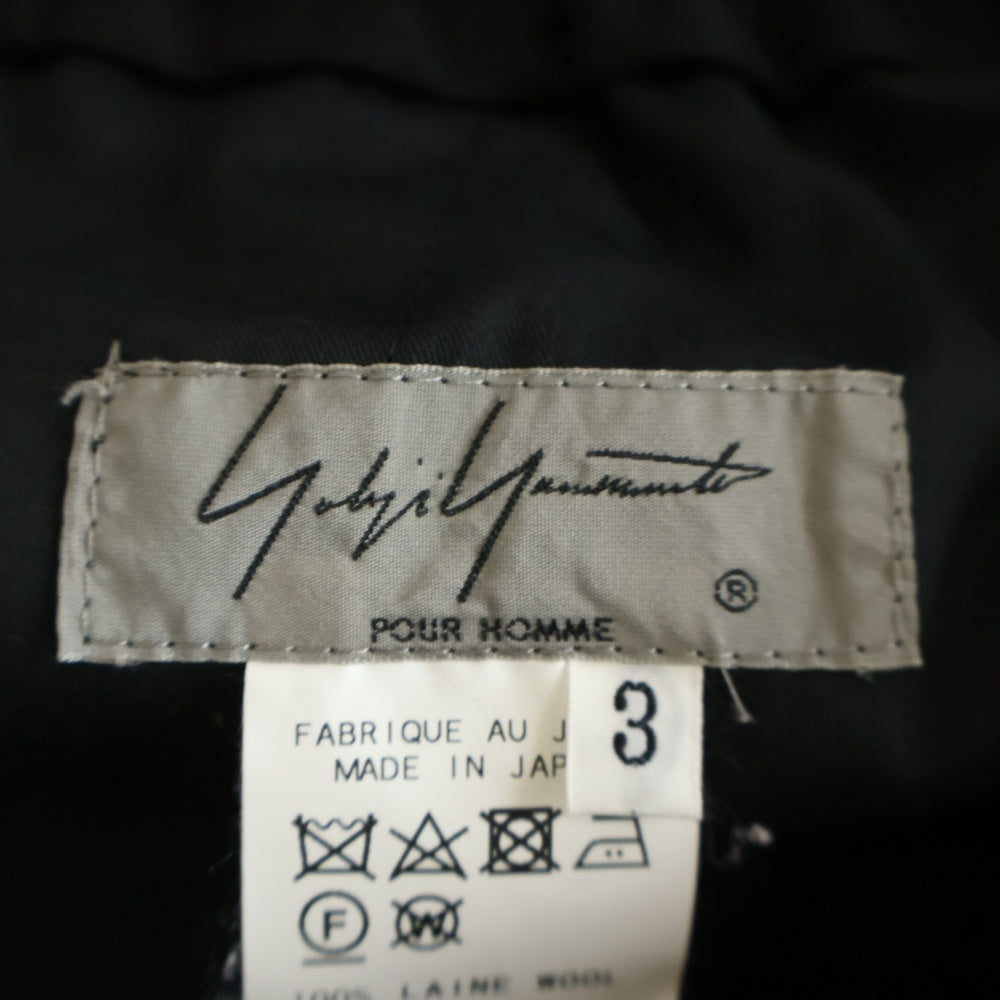 Yohji Yamamoto
®
POUR HOMME
3
FABRIQUE AU J
MADE IN JAP
F
W
100% LAINE WOOL